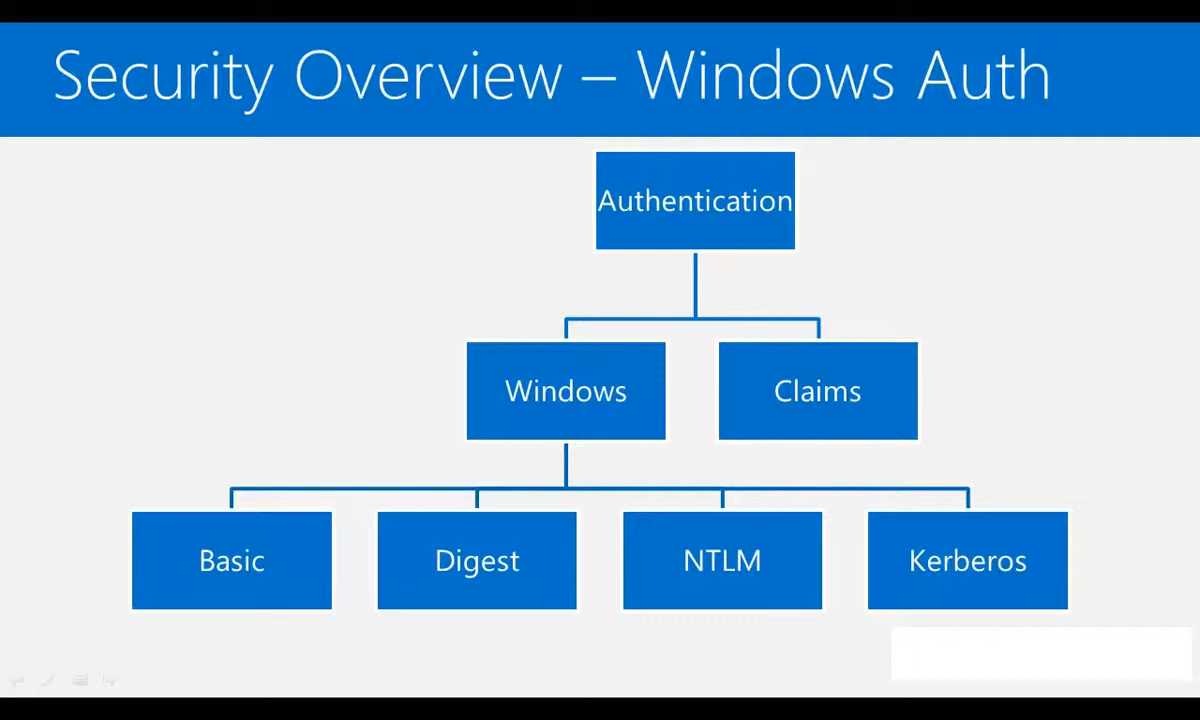 Security Overview – Windows Auth
Authentication
Windows
Claims
Basic
Digest
NTLM
Kerberos